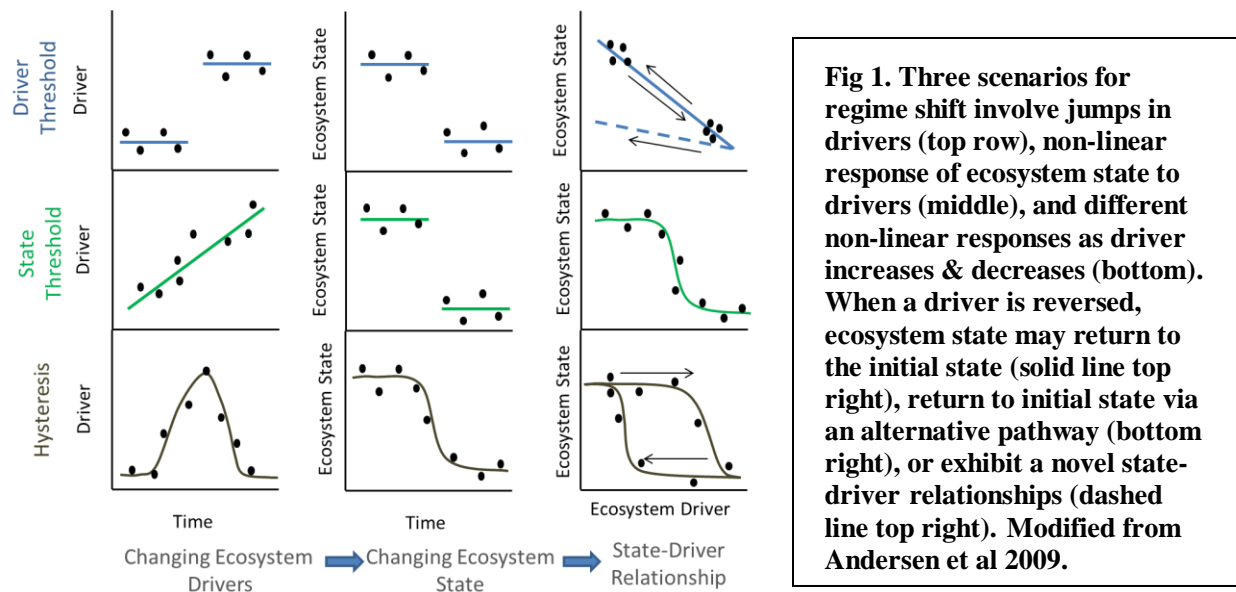 Driver
Threshold
Driver
Ecosystem State
Ecosystem State
State
Threshold
Driver
Ecosystem State
Ecosystem State
Hysteresis
Driver
Ecosystem State
Ecosystem State
Time
Time
Ecosystem Driver
Changing Ecosystem
Drivers
Changing Ecosystem
State
State-Driver
Relationship
Fig 1. Three scenarios for
regime shift involve jumps in
drivers (top row), non-linear
response of ecosystem state to
drivers (middle), and different
non-linear responses as driver
increases & decreases (bottom).
When a driver is reversed,
ecosystem state may return to
the initial state (solid line top
right), return to initial state via
an alternative pathway (bottom
right), or exhibit a novel state-
driver relationships (dashed
line top right). Modified from
Andersen et al 2009.